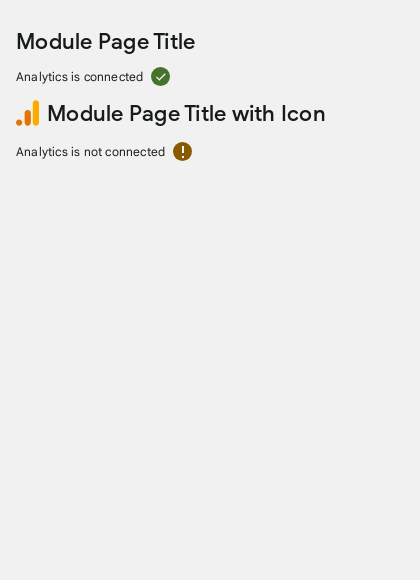 Module Page Title
Analytics is connected
Module Page Title with Icon
Analytics is not connected